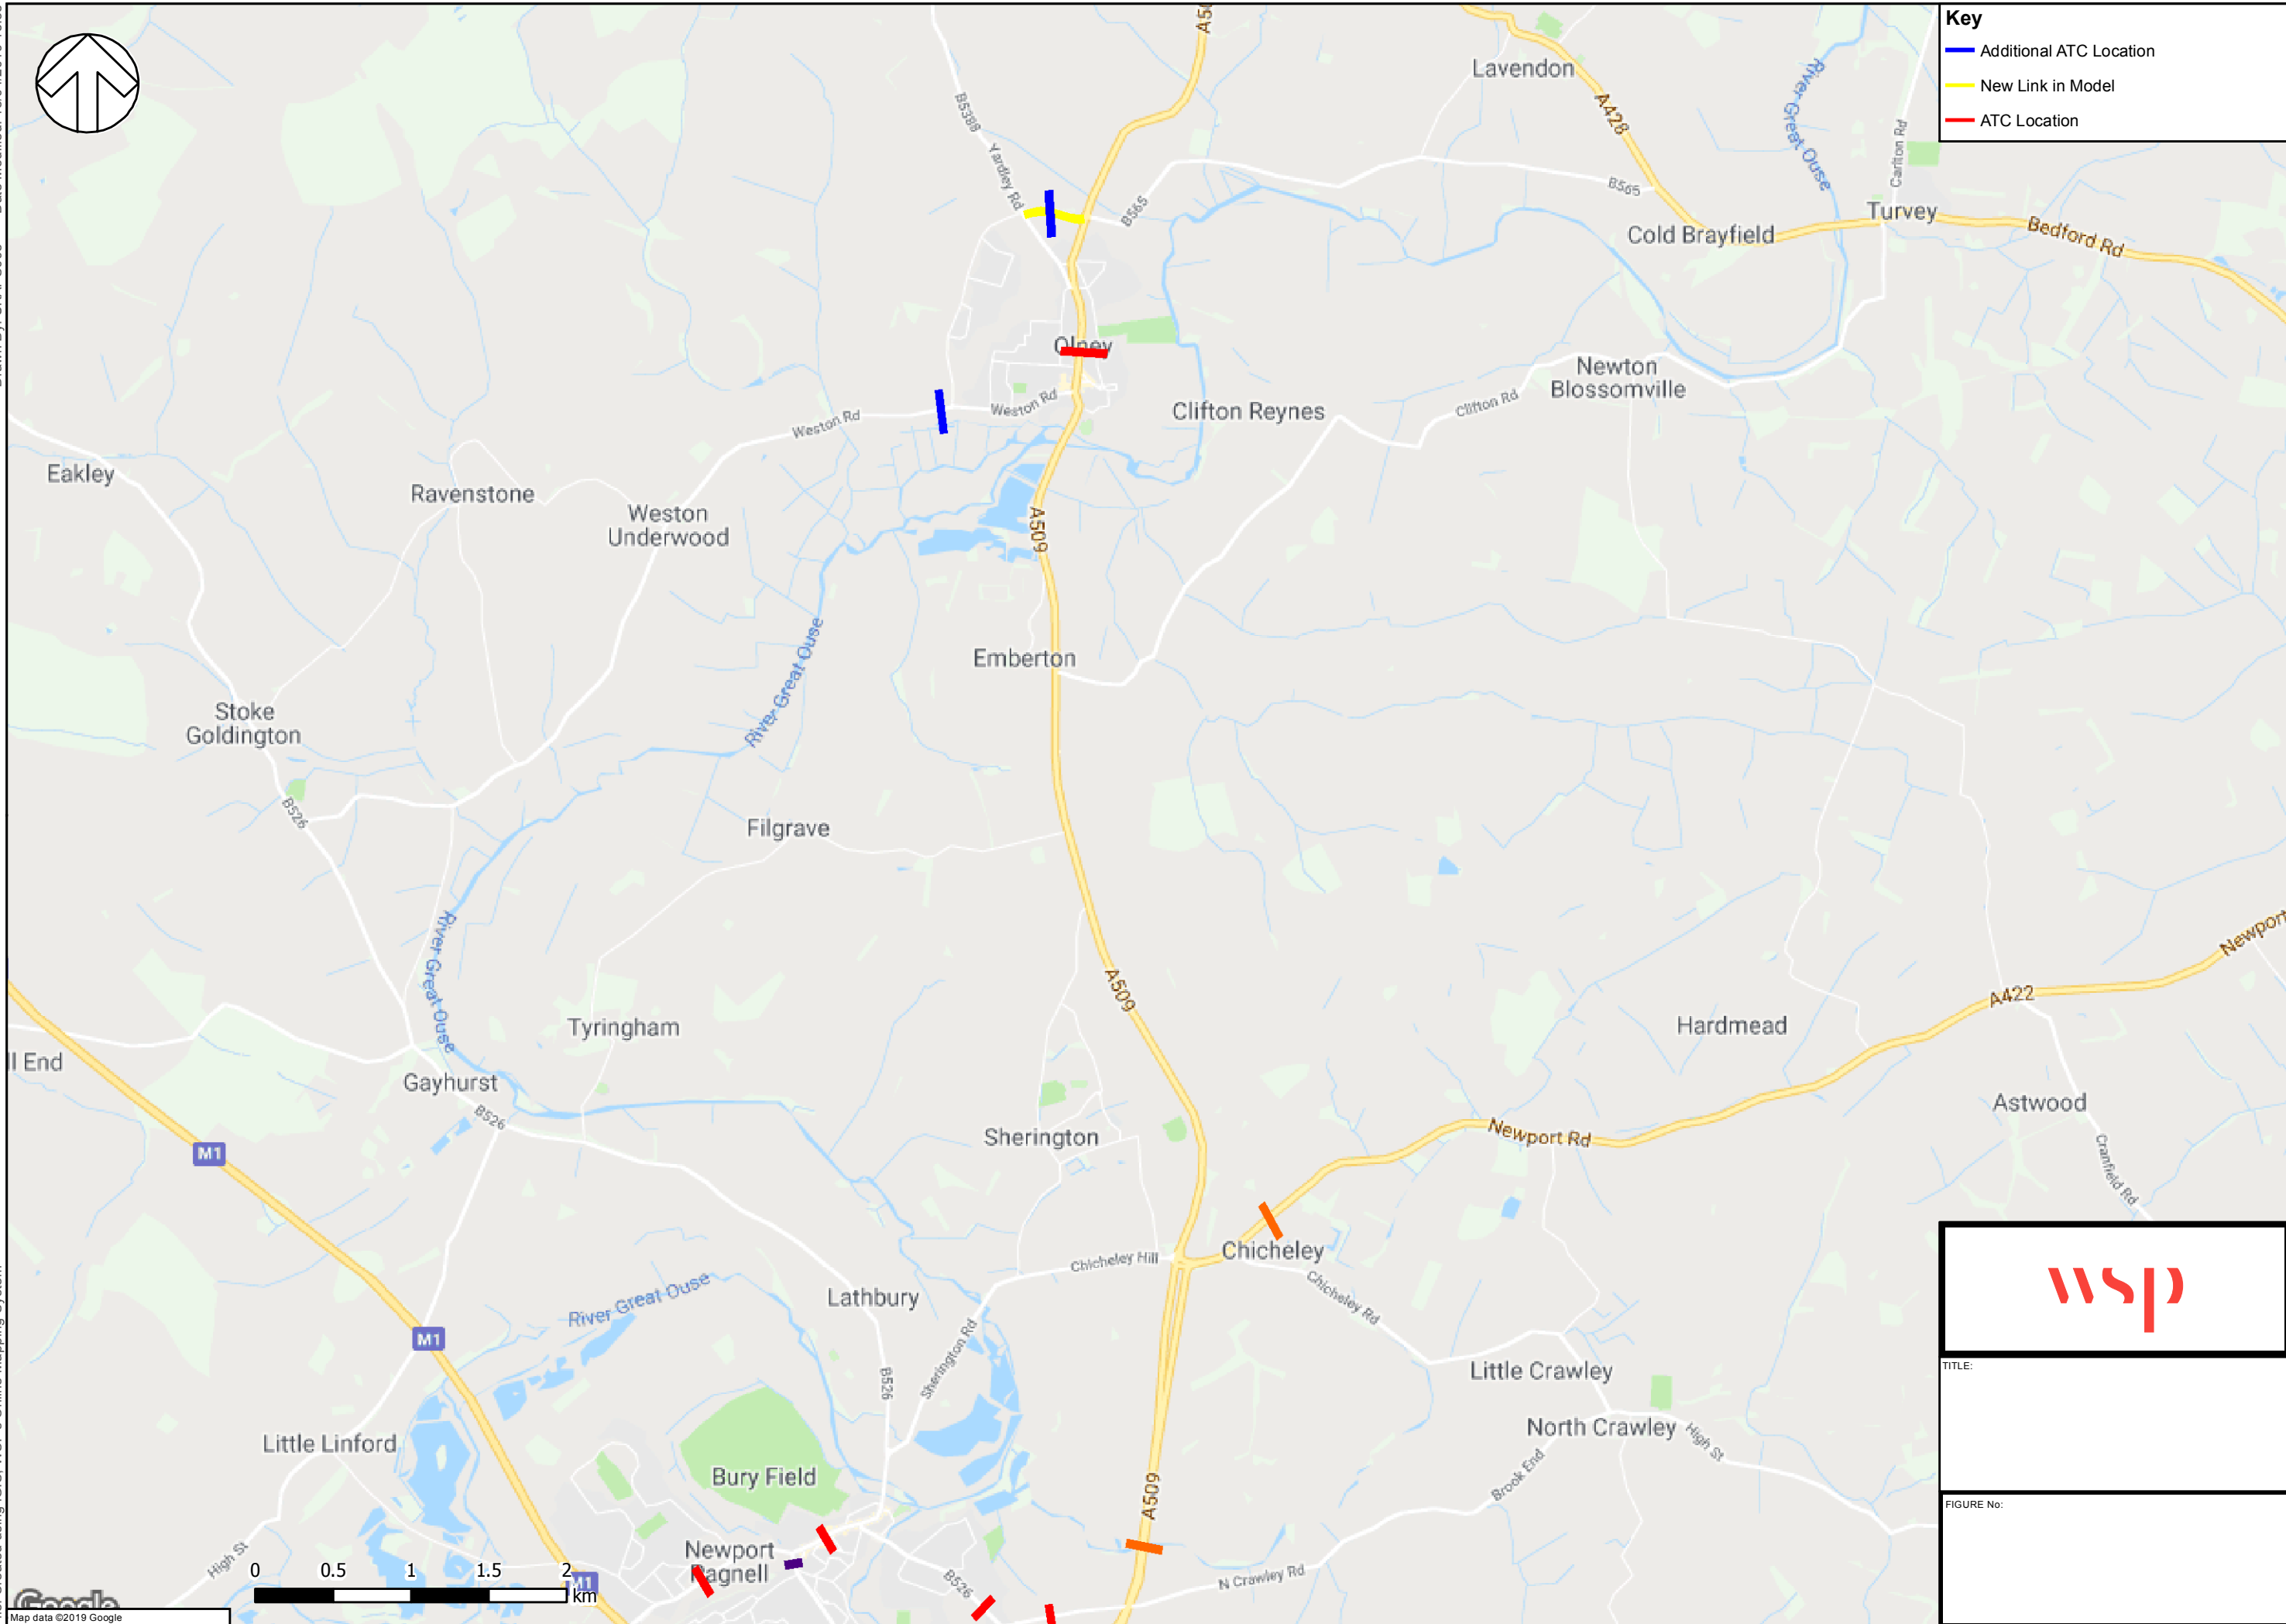 Key
Additional ATC Location
New Link in Model
ATC Location
Lavendon
A428
River Great Ouse
Carlton Rd
B5388
Yardley Rd
B565
B565
Turvey
Cold Brayfield
Bedford Rd
Olney
Newton
Blossomville
Weston Rd
Weston Rd
Clifton Reynes
Clifton Rd
Eakley
Ravenstone
Weston
Underwood
A509
River Great Ouse
Emberton
Stoke
Goldington
B526
Filgrave
River Great Ouse
A509
Newport
A422
Tyringham
Hardmead
ll End
Gayhurst
B526
Astwood
Sherington
Newport Rd
Cranfield Rd
M1
Chicheley Hill
Chicheley
Chicheley Rd
River Great Ouse
Lathbury
Sherington Rd
M1
B526
Little Crawley
wsp
TITLE:
Little Linford
North Crawley
High St
Bury Field
Brook End
A509
FIGURE No:
Newport
Pagnell
High St
0 0.5 1 1.5 2
km
M1
B526
N Crawley Rd
Google
Map data ©2019 Google